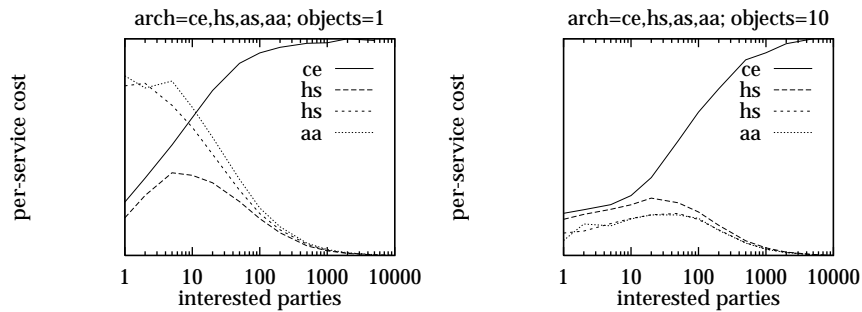 arch=ce,hs,as,aa; objects=1
per-service cost
ce
hs
hs
aa
1 10 100 1000 10000
interested parties
arch=ce,hs,as,aa; objects=10
per-service cost
ce
hs
hs
aa
1 10 100 1000 10000
interested parties